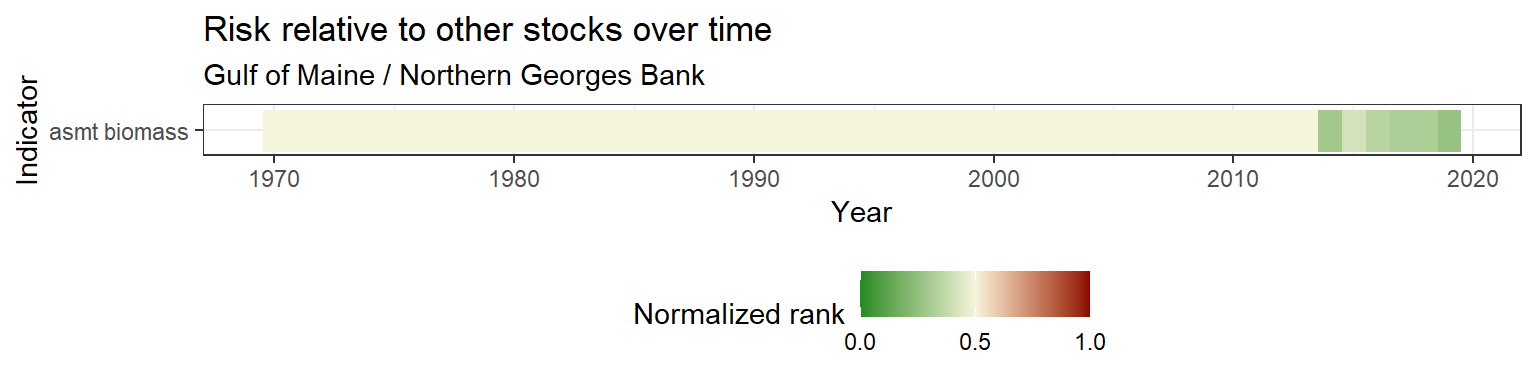 Risk relative to other stocks over time
Gulf of Maine / Northern Georges Bank
Indicator
asmt biomass
1970 1980 1990 2000 2010 2020
Year
Normalized rank
0.0 0.5 1.0